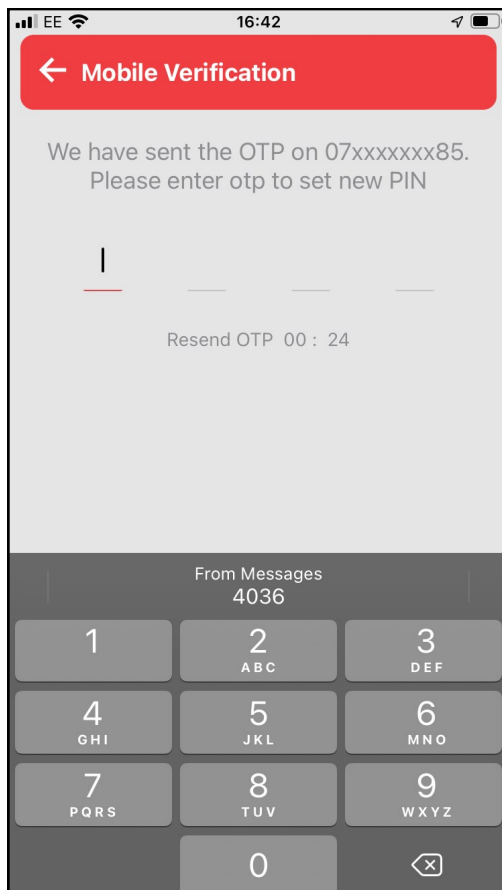 EE 16:42
Mobile Verification
We have sent the OTP on 07xxxxxxx85.
Please enter otp to set new PIN
Resend OTP 00 : 24
From Messages
4036
1 2 3
ABC DEF
4 5 6
GHI JKL MNO
7 8 9
PQRS TUV WXYZ
0